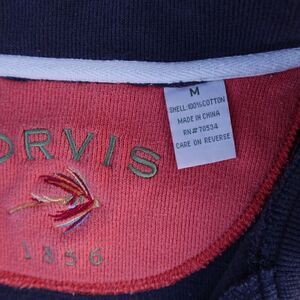 M
SHELL:100%COTTON
MADE IN CHINA
RN#70534
CARE ON REVERSE
ORVIS
1856